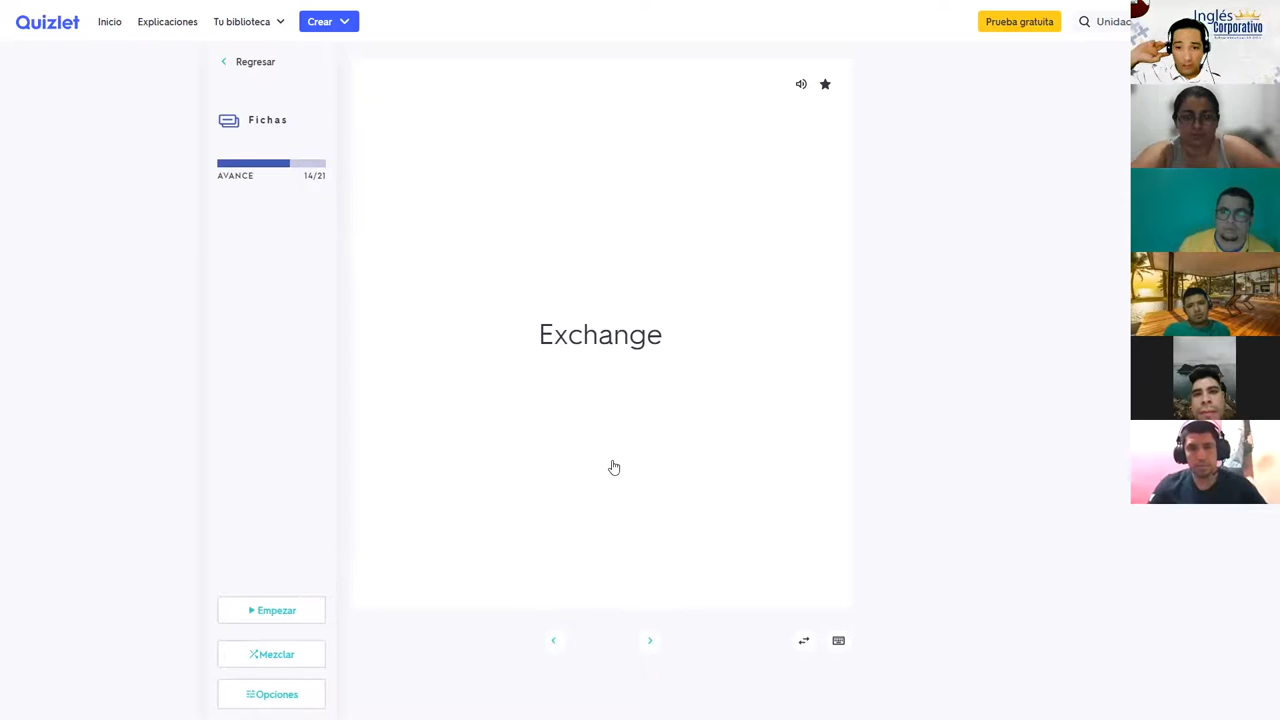 Quizlet
Inicio
Explicaciones
Tu biblioteca
Crear
Prueba gratuita
Unidad
Inglés
Corporativo
Regresar
Fichas
AVANCE
14/21
Exchange
Empezar
Mezclar
Opciones